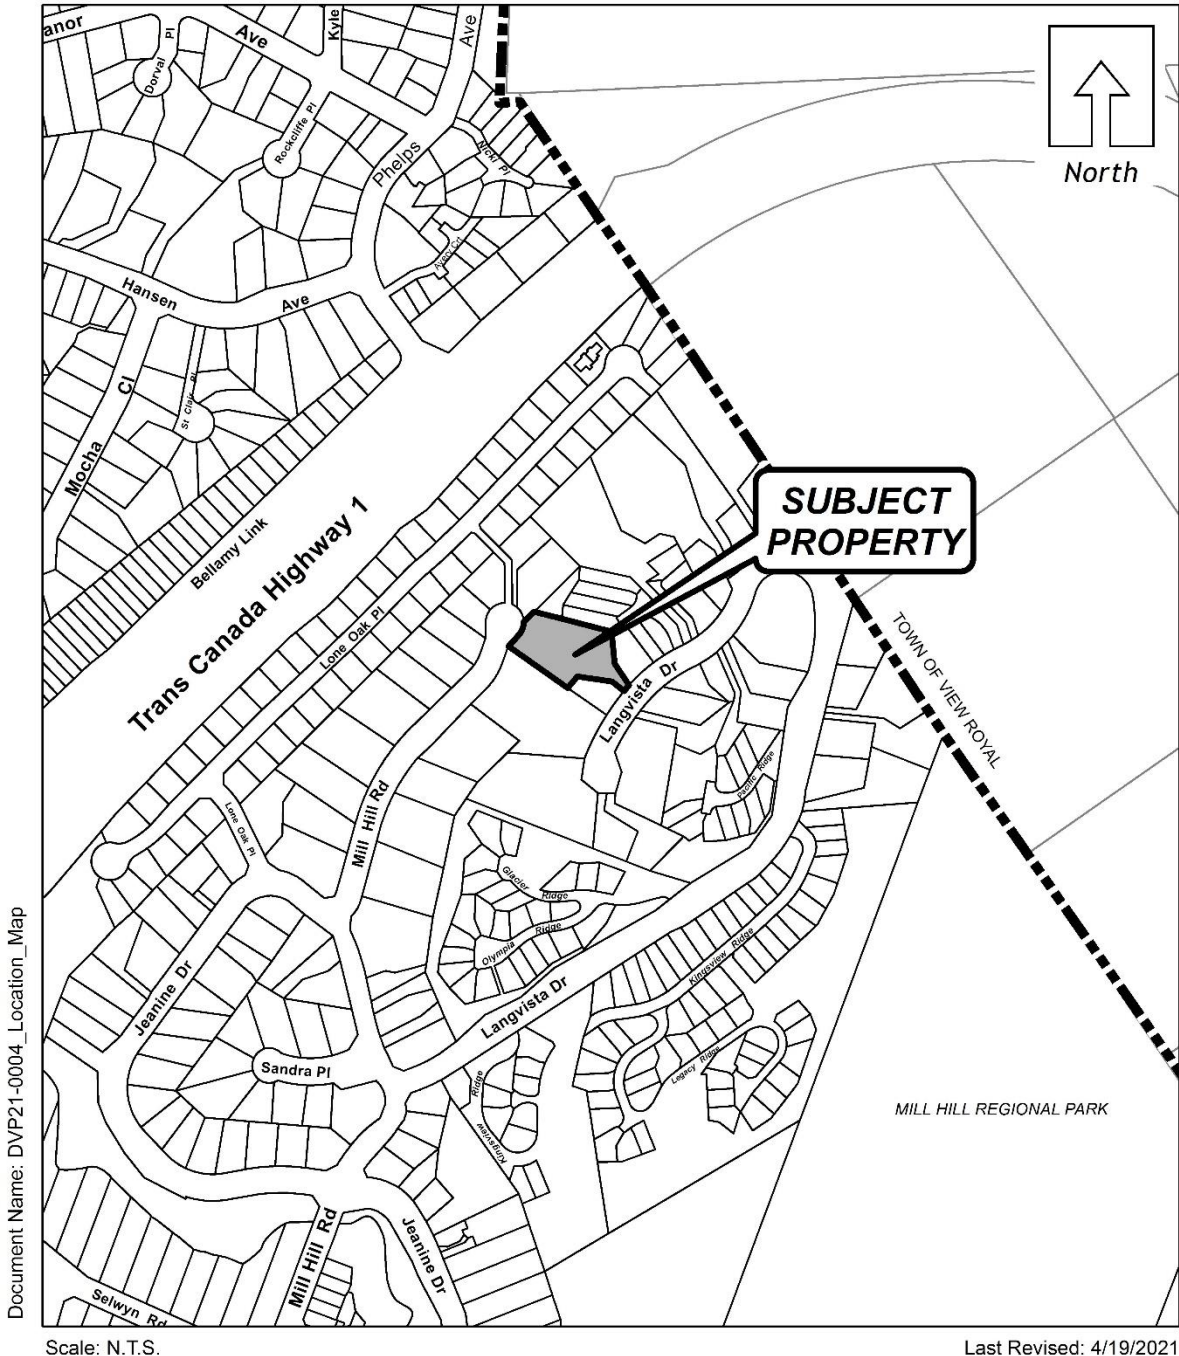 anor
Pl
Dorval
Ave
Kyle
Ave
Rockcliffe Pl
Phelps
Nicki Pl
Avery Crt
North
Hansen
Ave
St Clair Pl
Mocha
Cl
Bellamy Link
Trans Canada Highway 1
Lone Oak Pl
SUBJECT
PROPERTY
TOWN OF VIEW ROYAL
Langvista Dr
Pacific Ridge
Mill Hill Rd
Lone Oak Pl
Glacier
Ridge
Olympia
Ridge
Kingsview Ridge
Langvista Dr
Jeanine Dr
Sandra Pl
Ridge
Kingsview
Legacy Ridge
MILL HILL REGIONAL PARK
Mill Hill Rd
Jeanine Dr
Selwyn Rd
Document Name: DVP21-0004_Location_Map
Scale: N.T.S.
Last Revised: 4/19/2021